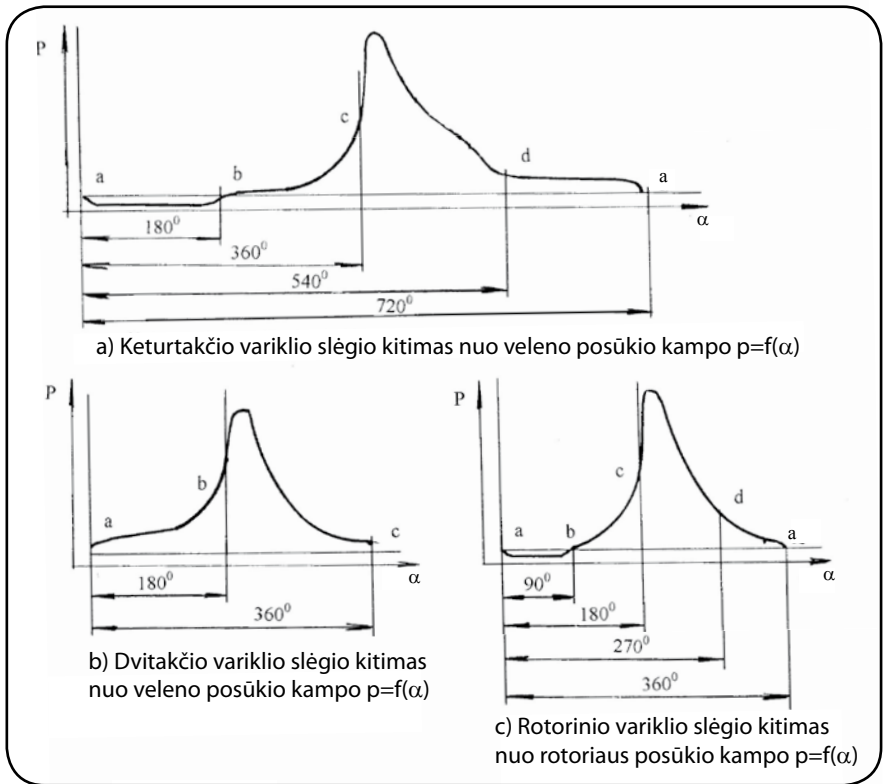 P
c
a
b
d
a
α
180⁰
360⁰
540⁰
720⁰
a) Keturtakčio variklio slėgio kitimas nuo veleno posūkio kampo p=f(α)
P
b
a
c
α
180⁰
360⁰
b) Dvitakčio variklio slėgio kitimas
nuo veleno posūkio kampo p=f(α)
P
c
d
a
b
a
α
90⁰
180⁰
270⁰
360⁰
c) Rotorinio variklio slėgio kitimas
nuo rotoriaus posūkio kampo p=f(α)